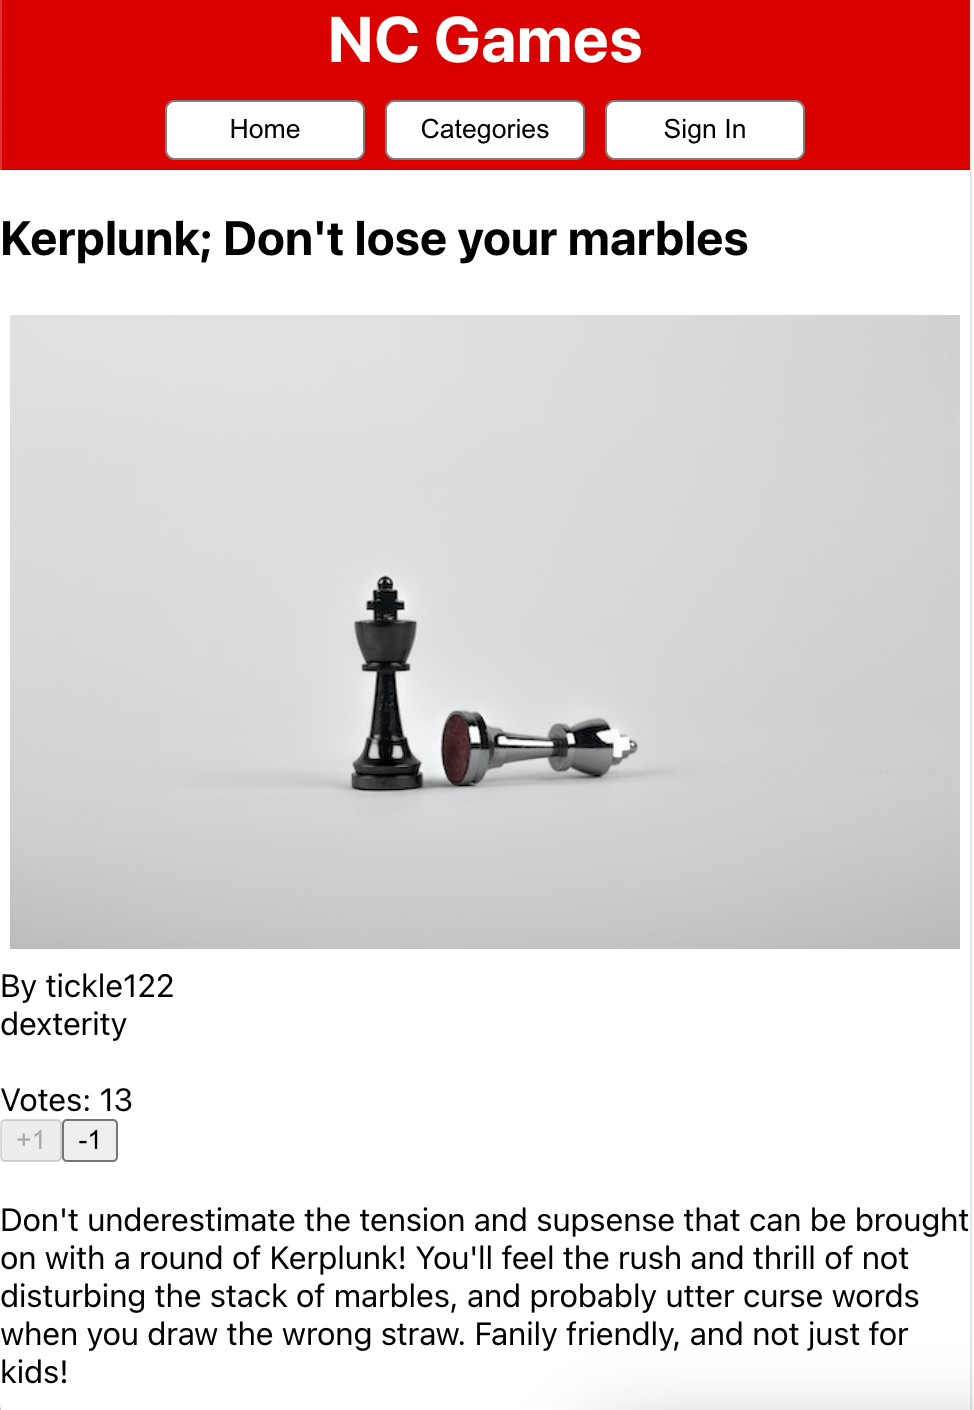 NC Games
Home
Categories
Sign In
Kerplunk; Don't lose your marbles
By tickle122
dexterity
Votes: 13
+1
-1
Don't underestimate the tension and supsense that can be brought
on with a round of Kerplunk! You'll feel the rush and thrill of not
disturbing the stack of marbles, and probably utter curse words
when you draw the wrong straw. Fanily friendly, and not just for
kids!